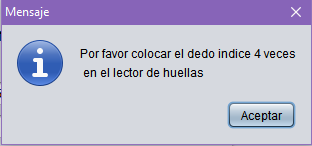 Mensaje
Por favor colocar el dedo indice 4 veces
en el lector de huellas
Aceptar